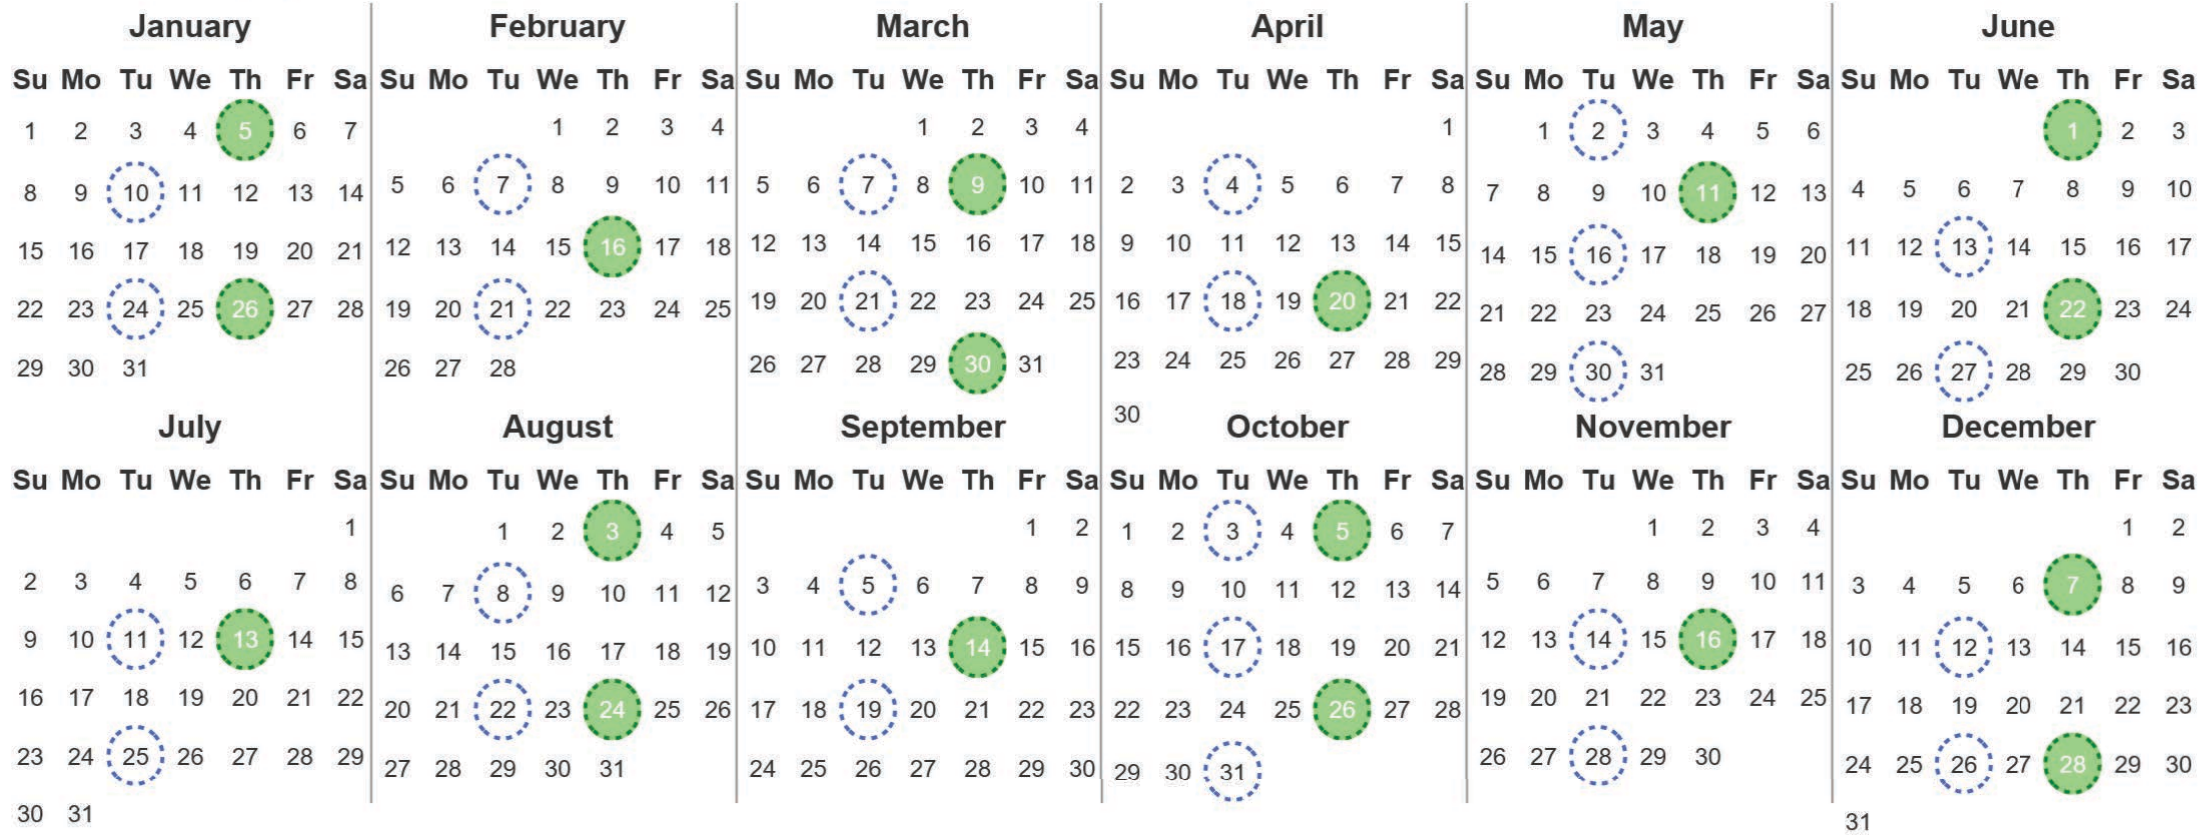 January
Su Mo Tu We Th Fr Sa
1 2 3 4 5 6 7
8 9 10 11 12 13 14
15 16 17 18 19 20 21
22 23 24 25 26 27 28
29 30 31
February
Su Mo Tu We Th Fr Sa
1 2 3 4
5 6 7 8 9 10 11
12 13 14 15 16 17 18
19 20 21 22 23 24 25
26 27 28
March
Su Mo Tu We Th Fr Sa
1 2 3 4
5 6 7 8 9 10 11
12 13 14 15 16 17 18
19 20 21 22 23 24 25
26 27 28 29 30 31
April
Su Mo Tu We Th Fr Sa
1
2 3 4 5 6 7 8
9 10 11 12 13 14 15
16 17 18 19 20 21 22
23 24 25 26 27 28 29
30
May
Su Mo Tu We Th Fr Sa
1 2 3 4 5 6
7 8 9 10 11 12 13
14 15 16 17 18 19 20
21 22 23 24 25 26 27
28 29 30 31
June
Su Mo Tu We Th Fr Sa
1 2 3
4 5 6 7 8 9 10
11 12 13 14 15 16 17
18 19 20 21 22 23 24
25 26 27 28 29 30
July
Su Mo Tu We Th Fr Sa
1
2 3 4 5 6 7 8
9 10 11 12 13 14 15
16 17 18 19 20 21 22
23 24 25 26 27 28 29
30 31
August
Su Mo Tu We Th Fr Sa
1 2 3 4 5
6 7 8 9 10 11 12
13 14 15 16 17 18 19
20 21 22 23 24 25 26
27 28 29 30 31
September
Su Mo Tu We Th Fr Sa
1 2
3 4 5 6 7 8 9
10 11 12 13 14 15 16
17 18 19 20 21 22 23
24 25 26 27 28 29 30
October
Su Mo Tu We Th Fr Sa
1 2 3 4 5 6 7
8 9 10 11 12 13 14
15 16 17 18 19 20 21
22 23 24 25 26 27 28
29 30 31
November
Su Mo Tu We Th Fr Sa
1 2 3 4
5 6 7 8 9 10 11
12 13 14 15 16 17 18
19 20 21 22 23 24 25
26 27 28 29 30
December
Su Mo Tu We Th Fr Sa
1 2
3 4 5 6 7 8 9
10 11 12 13 14 15 16
17 18 19 20 21 22 23
24 25 26 27 28 29 30
31